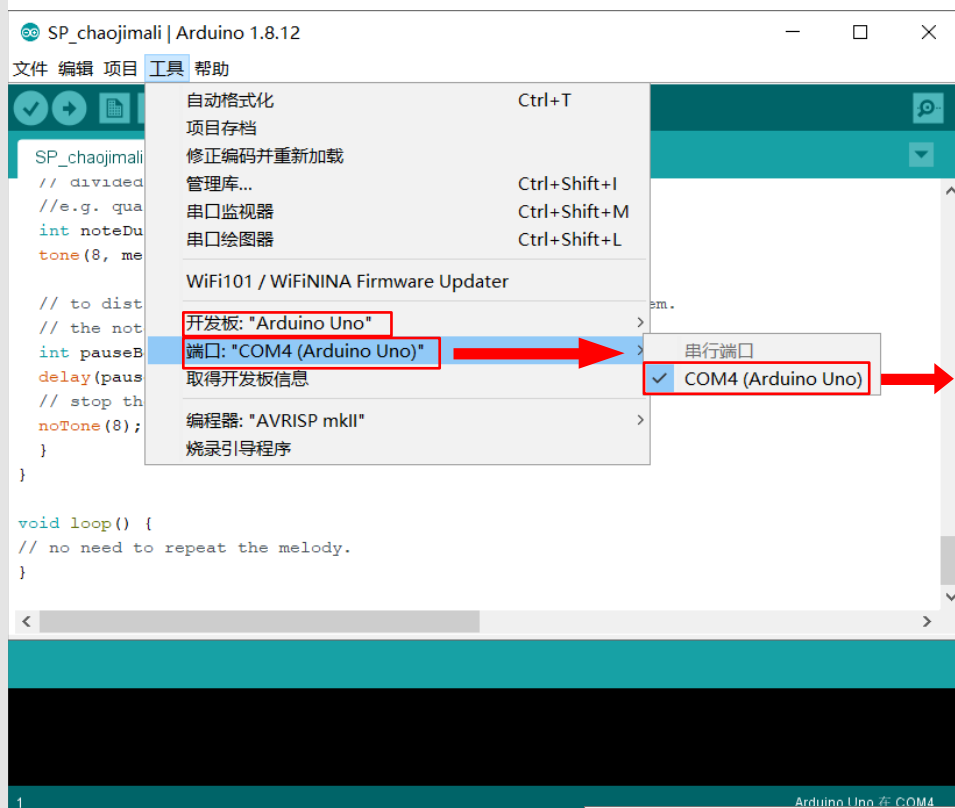 SP_chaojimali | Arduino 1.8.12
文件 编辑 项目 工具 帮助
自动格式化 Ctrl+T
项目存档
修正编码并重新加载
管理库... Ctrl+Shift+I
串口监视器 Ctrl+Shift+M
串口绘图器 Ctrl+Shift+L
WiFi101 / WiFiNINA Firmware Updater
开发板: "Arduino Uno"
端口: "COM4 (Arduino Uno)"
取得开发板信息
编程器: "AVRISP mkII"
烧录引导程序
串行端口
COM4 (Arduino Uno)
SP_chaojimali
// divided
//e.g. qua
int noteDu
tone(8, me
// to dist em.
// the not
int pauseB
delay(paus
// stop th
noTone(8);
}
}
void loop() {
// no need to repeat the melody.
}
1 Arduino Uno 在 COM4